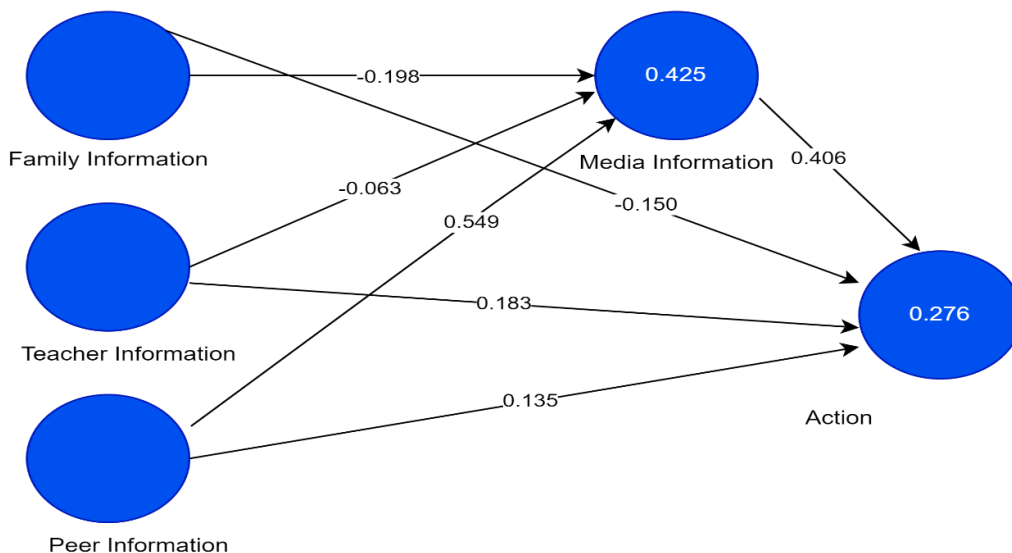 -0.198
0.425
Family Information
Media Information
0.406
-0.063
-0.150
0.549
0.183
0.276
Teacher Information
0.135
Action
Peer Information